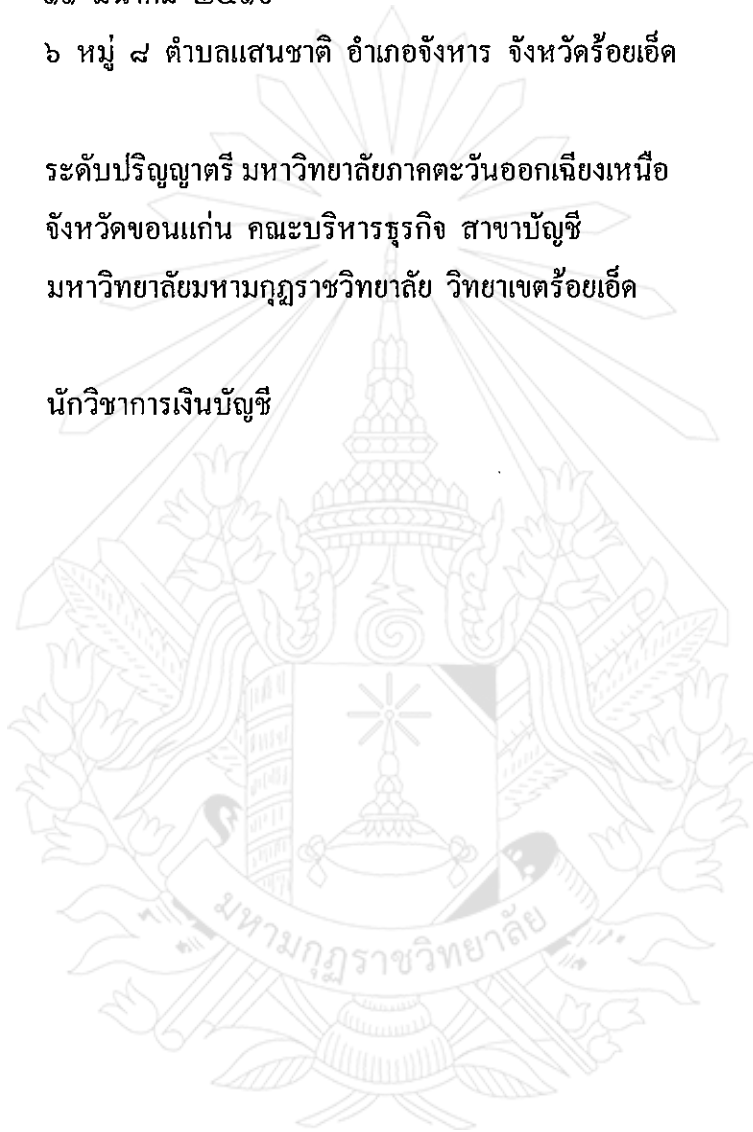 มีนาคม
๖ หมู่ ๘ ตำบลแสนชาติ อำเภอจังหาร จังหวัดร้อยเอ็ด
ระดับปริญญาตรี มหาวิทยาลัยภาคตะวันออกเฉียงเหนือ
จังหวัดขอนแก่น คณะบริหารธุรกิจ สาขาบัญชี
มหาวิทยาลัยมหามกุฏราชวิทยาลัย วิทยาเขตร้อยเอ็ด
นักวิชาการเงินบัญชี
มหามกุฏราชวิทยาลัย